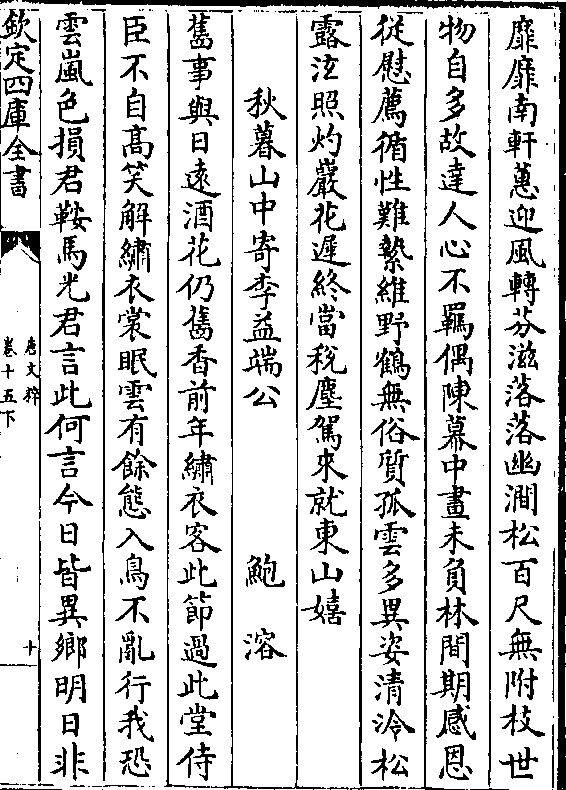 靡靡南軒蕙迎風轉芬滋落落幽澗松百尺無附枝世
物自多故達人心不羈偶陳幕中畫未負林間期感恩
從慰薦循性難縶維野鶴無俗質孤雲多異姿清泠松
露泫照灼巖花遲終當稅塵駕來就東山嬉
秋暮山中寄李益端公 鮑溶
舊事與日遠酒花仍舊香前年繡衣客此節過此堂侍
臣不自髙笑解繡衣裳眠雲有餘態入鳥不亂行我恐
雲嵐色損君鞍馬光君言此何言今日皆異鄉明日非
欽定四庫全書
唐文粹
卷十五下
十